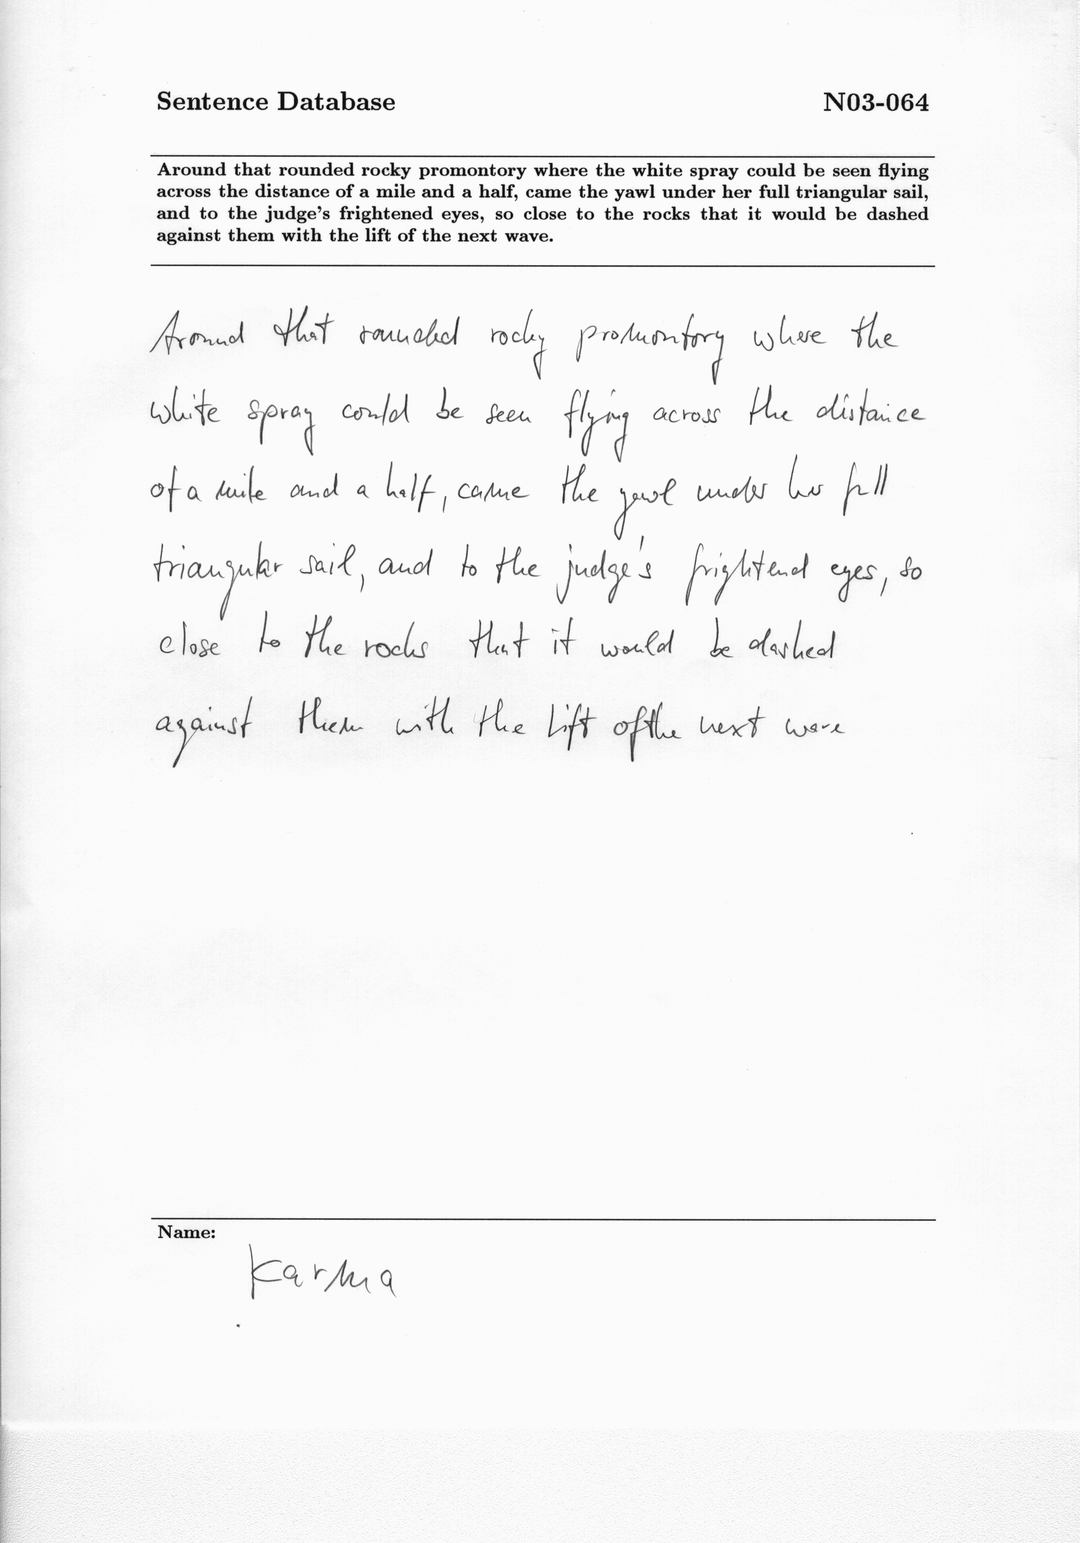 Sentence Database N03-064
Around that rounded rocky promontory where the white spray could be seen flying
across the distance of a mile and a half, came the yawl under her full triangular sail,
and to the judge's frightened eyes, so close to the rocks that it would be dashed
against them with the lift of the next wave.
Around that rounded rocky promontory where the
white spray could be seen flying across the distance
of a mile and a half, came the yawl under her full
triangular sail, and to the judge's frightend eyes, so
close to the rocks that it would be dashed
against them with the lift of the next wave
Name:
Karma